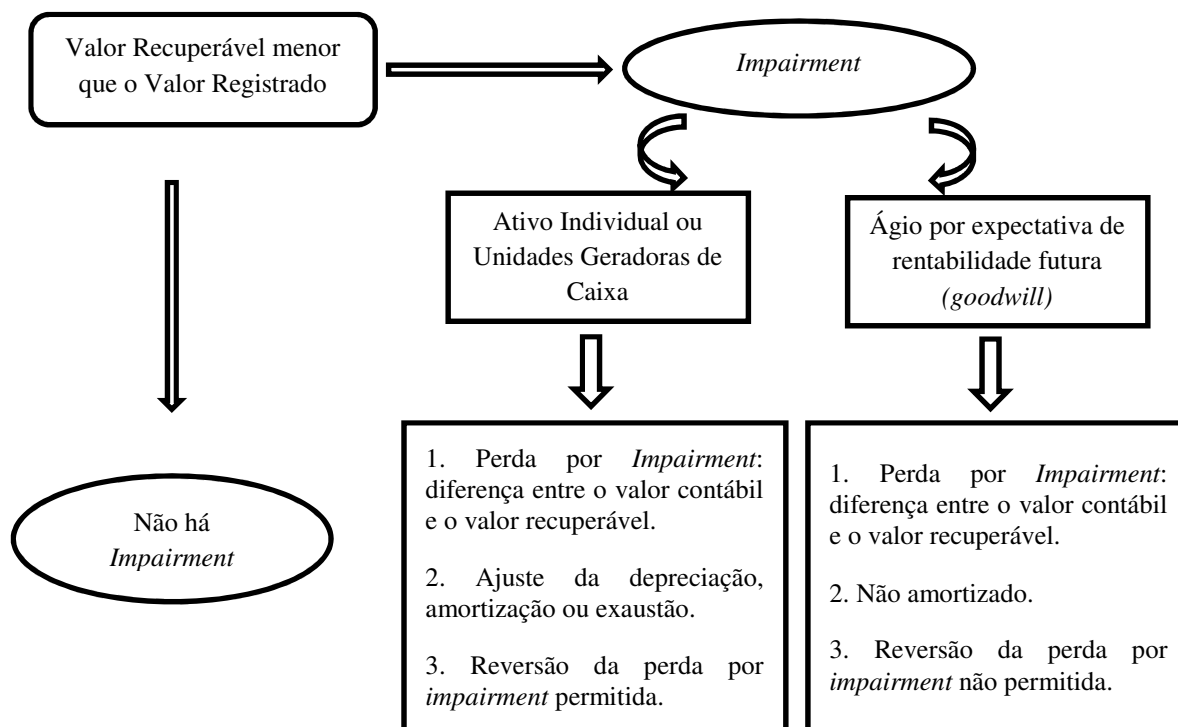 Valor Recuperável menor
que o Valor Registrado
Impairment
Ativo Individual ou
Unidades Geradoras de
Caixa
Ágio por expectativa de
rentabilidade futura
(goodwill)
Não há
Impairment
1. Perda por Impairment:
diferença entre o valor contábil
e o valor recuperável.
2. Ajuste da depreciação,
amortização ou exaustão.
3. Reversão da perda por
impairment permitida.
1. Perda por Impairment:
diferença entre o valor contábil
e o valor recuperável.
2. Não amortizado.
3. Reversão da perda por
impairment não permitida.